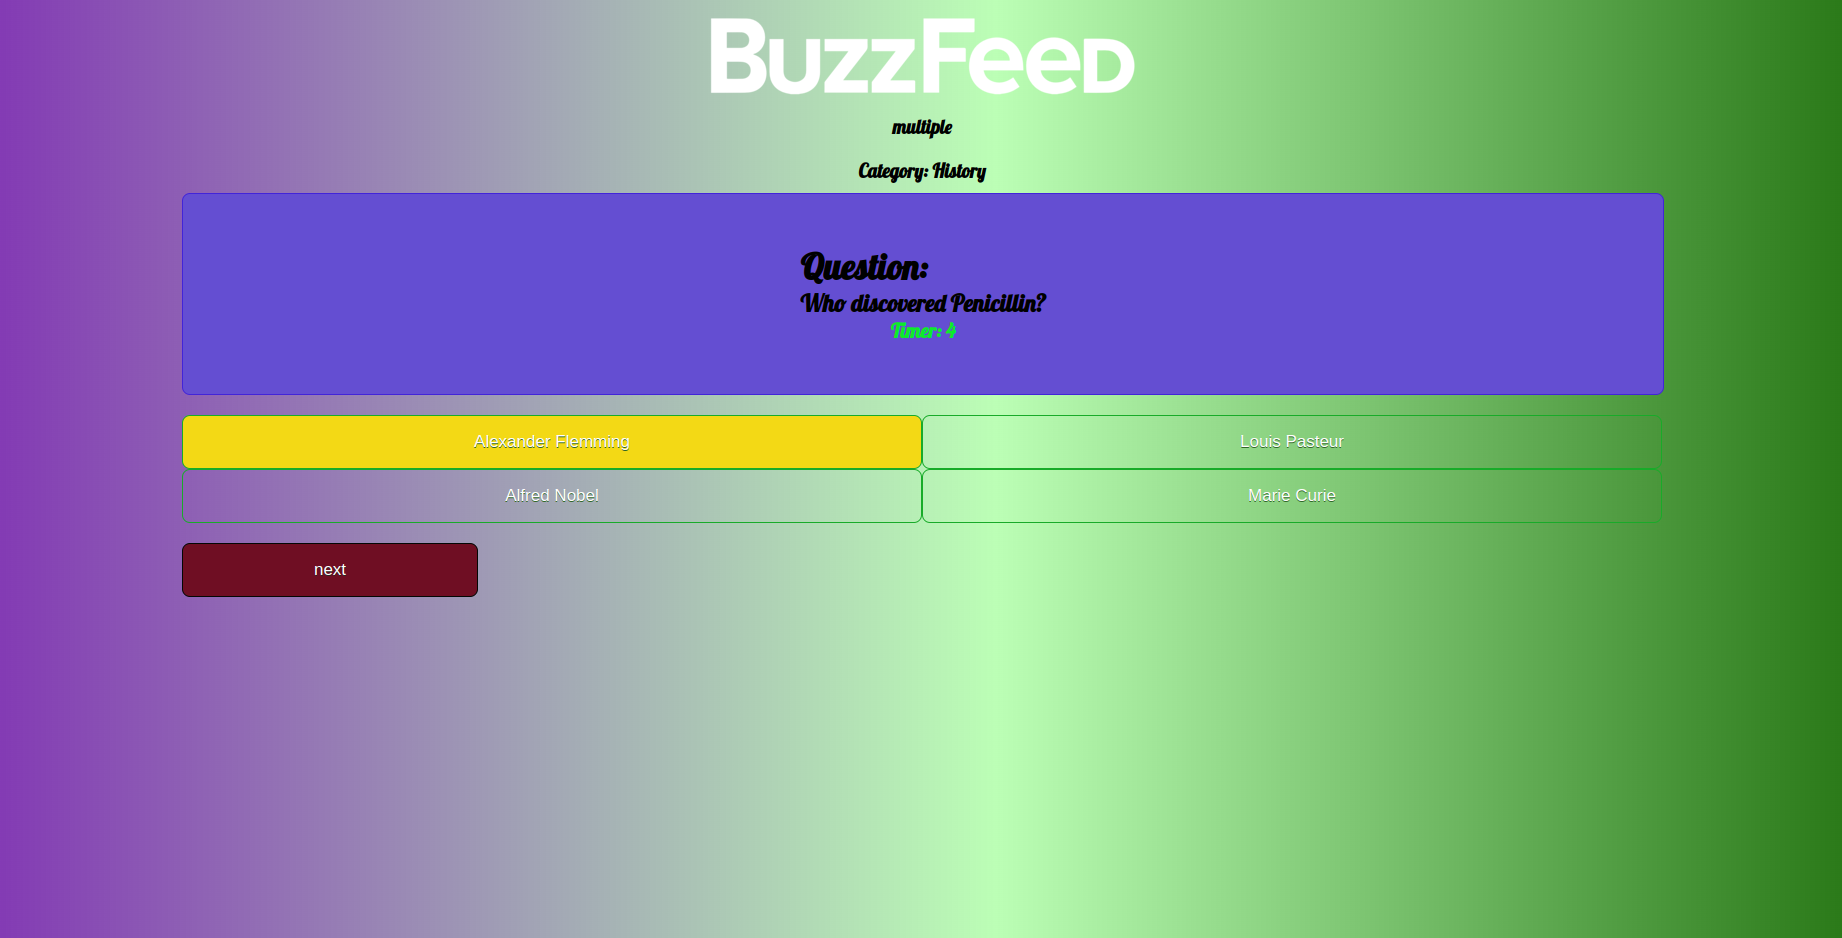 BuzzFeeD
multiple
Category: History
Question:
Who discovered Penicillin?
Timer: 4
Alexander Flemming
Louis Pasteur
Alfred Nobel
Marie Curie
next